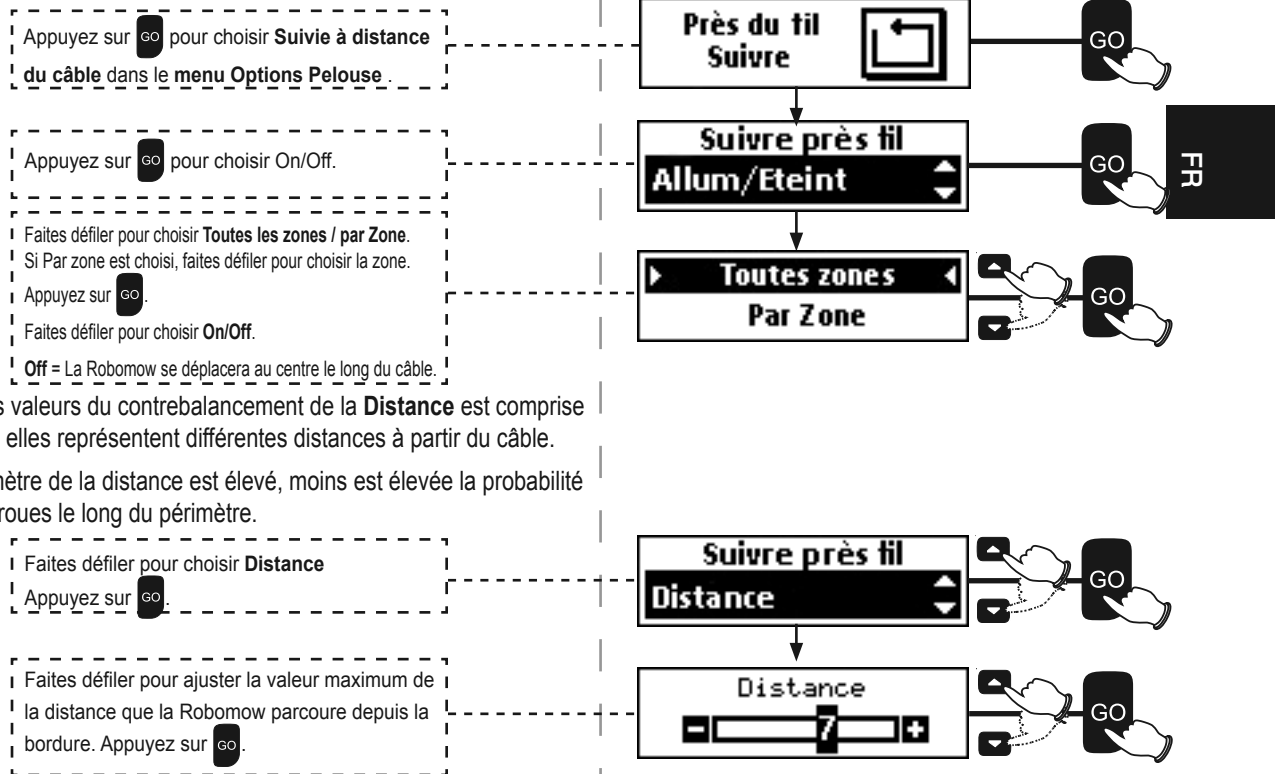 Appuyez sur GO pour choisir Suivie à distance
du câble dans le menu Options Pelouse .
Près du fil
Suivre
GO
Appuyez sur GO pour choisir On/Off.
Suivre près fil
Allum/Eteint
GO
FR
Faites défiler pour choisir Toutes les zones / par Zone.
Si Par zone est choisi, faites défiler pour choisir la zone.
Appuyez sur GO.
Faites défiler pour choisir On/Off.
Off = La Robomow se déplacera au centre le long du câble.
Toutes zones
Par Zone
GO
s valeurs du contrebalancement de la Distance est comprise
elles représentent différentes distances à partir du câble.
mètre de la distance est élevé, moins est élevée la probabilité
roues le long du périmètre.
Faites défiler pour choisir Distance
Appuyez sur GO.
Suivre près fil
Distance
GO
Faites défiler pour ajuster la valeur maximum de
la distance que la Robomow parcoure depuis la
bordure. Appuyez sur GO.
Distance
- 7 +
GO